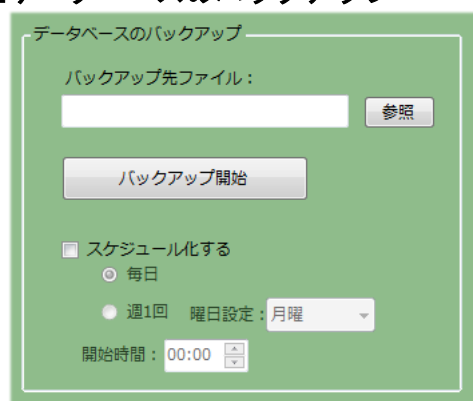 データベースのバックアップ
バックアップ先ファイル：
参照
バックアップ開始
スケジュール化する
毎日
週1回 曜日設定：月曜
開始時間：00:00